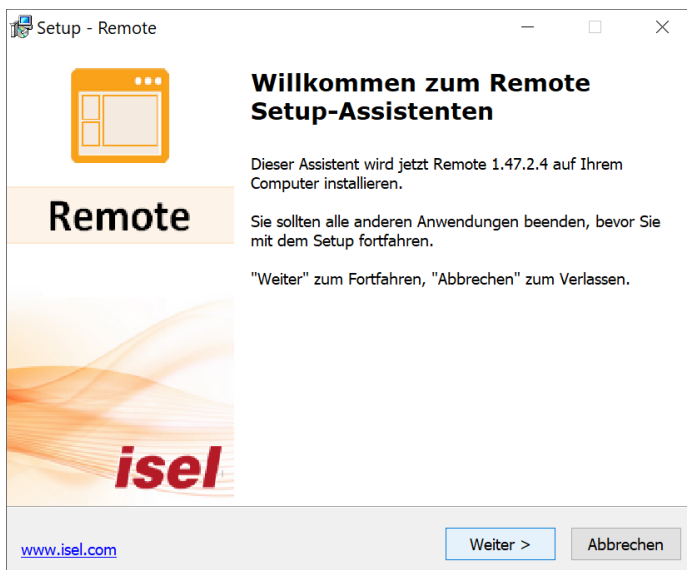 Setup - Remote
Willkommen zum Remote
Setup-Assistenten
Dieser Assistent wird jetzt Remote 1.47.2.4 auf Ihrem
Computer installieren.
Remote
Sie sollten alle anderen Anwendungen beenden, bevor Sie
mit dem Setup fortfahren.
"Weiter" zum Fortfahren, "Abbrechen" zum Verlassen.
isel
www.isel.com
Weiter >
Abbrechen